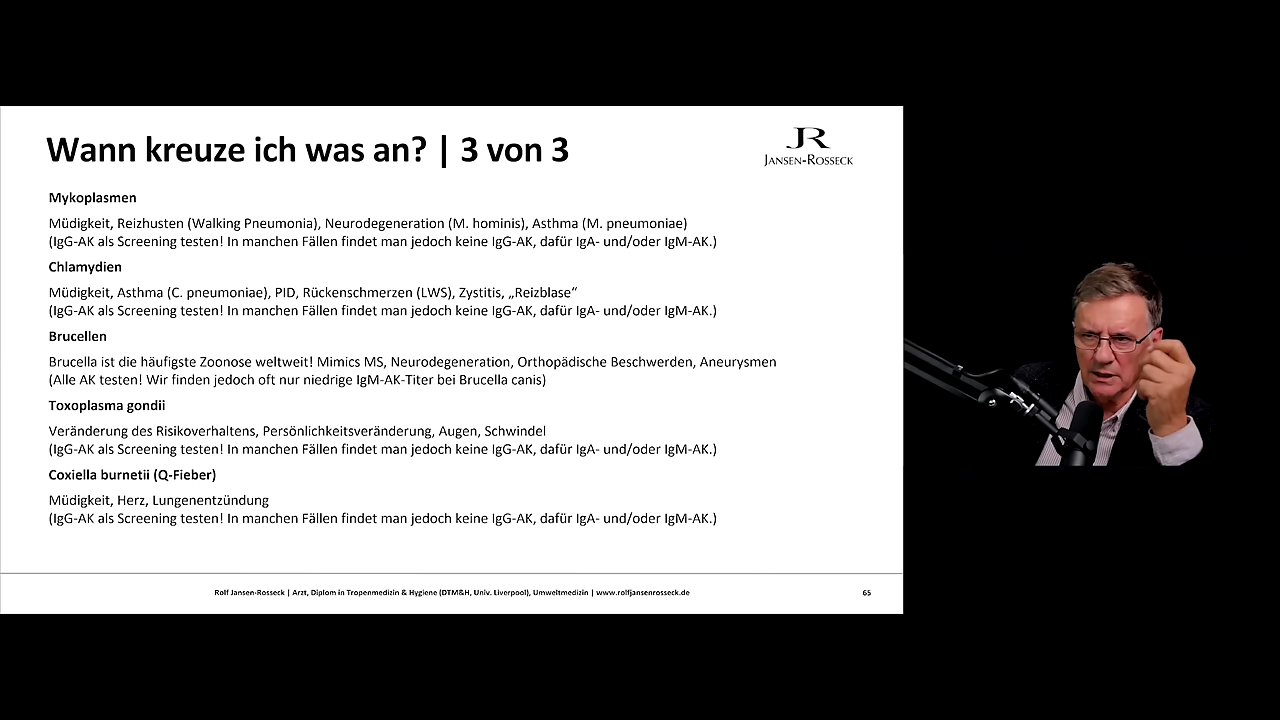 Wann kreuze ich was an? | 3 von 3
JR
JANSEN-ROSSECK
Mykoplasmen
Müdigkeit, Reizhusten (Walking Pneumonia), Neurodegeneration (M. hominis), Asthma (M. pneumoniae)
(IgG-AK als Screening testen! In manchen Fällen findet man jedoch keine IgG-AK, dafür IgA- und/oder IgM-AK.)
Chlamydien
Müdigkeit, Asthma (C. pneumoniae), PID, Rückenschmerzen (LWS), Zystitis, „Reizblase“
(IgG-AK als Screening testen! In manchen Fällen findet man jedoch keine IgG-AK, dafür IgA- und/oder IgM-AK.)
Brucellen
Brucella ist die häufigste Zoonose weltweit! Mimics MS, Neurodegeneration, Orthopädische Beschwerden, Aneurysmen
(Alle AK testen! Wir finden jedoch oft nur niedrige IgM-AK-Titer bei Brucella canis)
Toxoplasma gondii
Veränderung des Risikoverhaltens, Persönlichkeitsveränderung, Augen, Schwindel
(IgG-AK als Screening testen! In manchen Fällen findet man jedoch keine IgG-AK, dafür IgA- und/oder IgM-AK.)
Coxiella burnetii (Q-Fieber)
Müdigkeit, Herz, Lungenentzündung
(IgG-AK als Screening testen! In manchen Fällen findet man jedoch keine IgG-AK, dafür IgA- und/oder IgM-AK.)
Rolf Jansen-Rosseck | Arzt, Diplom in Tropenmedizin & Hygiene (DTM&H, Univ. Liverpool), Umweltmedizin | www.rolfjansenrosseck.de
65